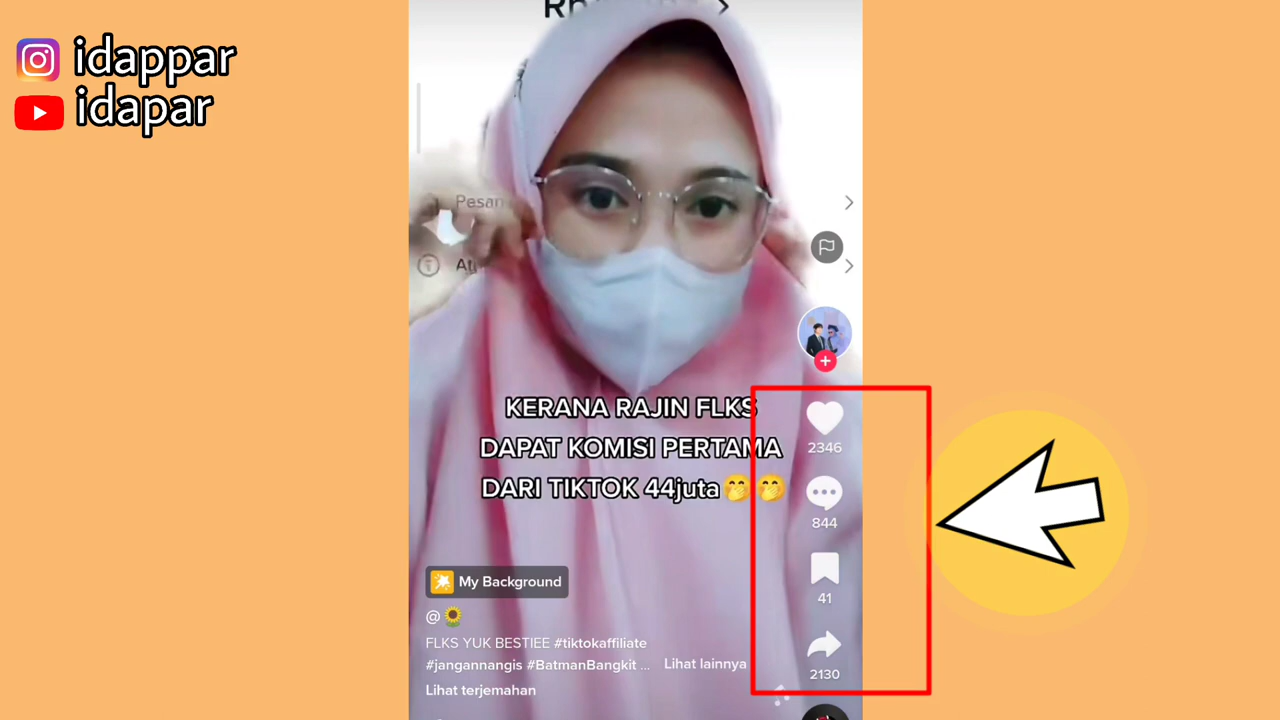 idappar
idapar
Pesan
KERANA RAJIN FLKS
DAPAT KOMISI PERTAMA
DARI TIKTOK 44juta🤭🤭
My Background
@🌻
FLKS YUK BESTIEE #tiktokaffiliate
#jangannangis #BatmanBangkit ... Lihat lainnya
Lihat terjemahan
2346
844
41
2130